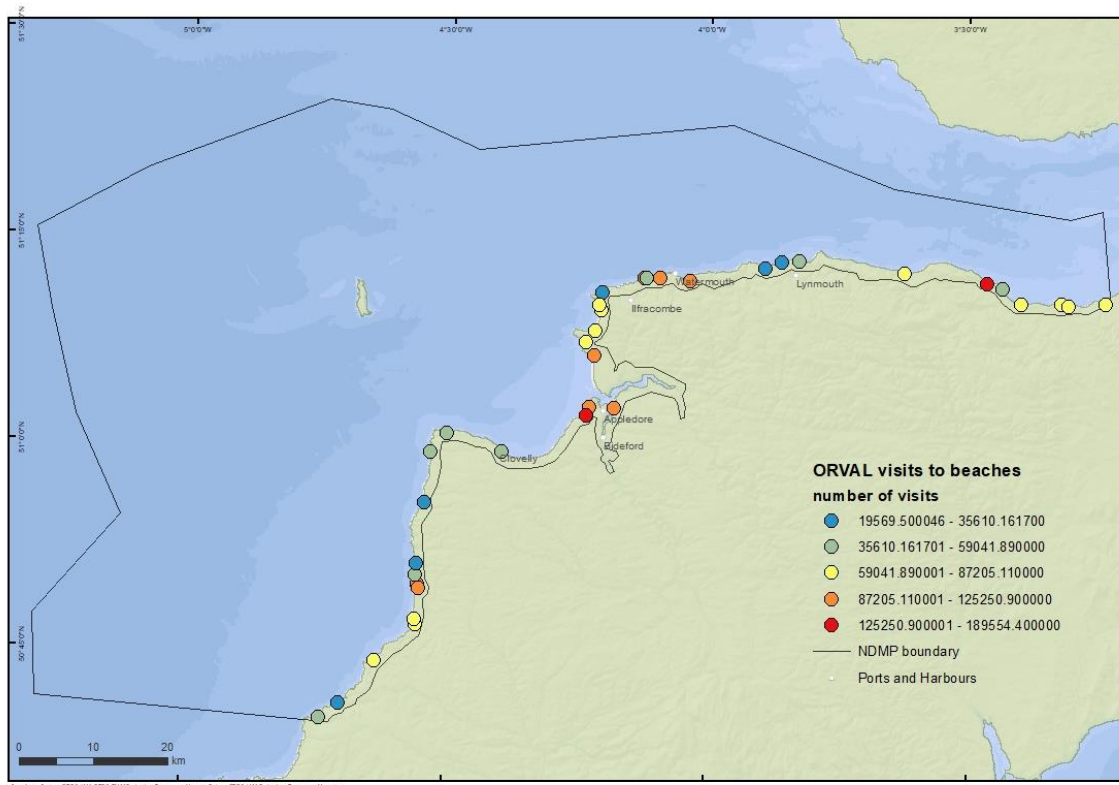 51°30'0"N
5°0'0"W
4°30'0"W
4°0'0"W
3°30'0"W
51°15'0"N
Watermouth
Lynmouth
Ilfracombe
51°0'0"N
Appledore
Bideford
Clovelly
ORVAL visits to beaches
number of visits
19569.500046 - 35610.161700
35610.161701 - 59041.890000
59041.890001 - 87205.110000
87205.110001 - 125250.900000
125250.900001 - 189554.400000
NDMP boundary
Ports and Harbours
50°45'0"N
0 10 20
km